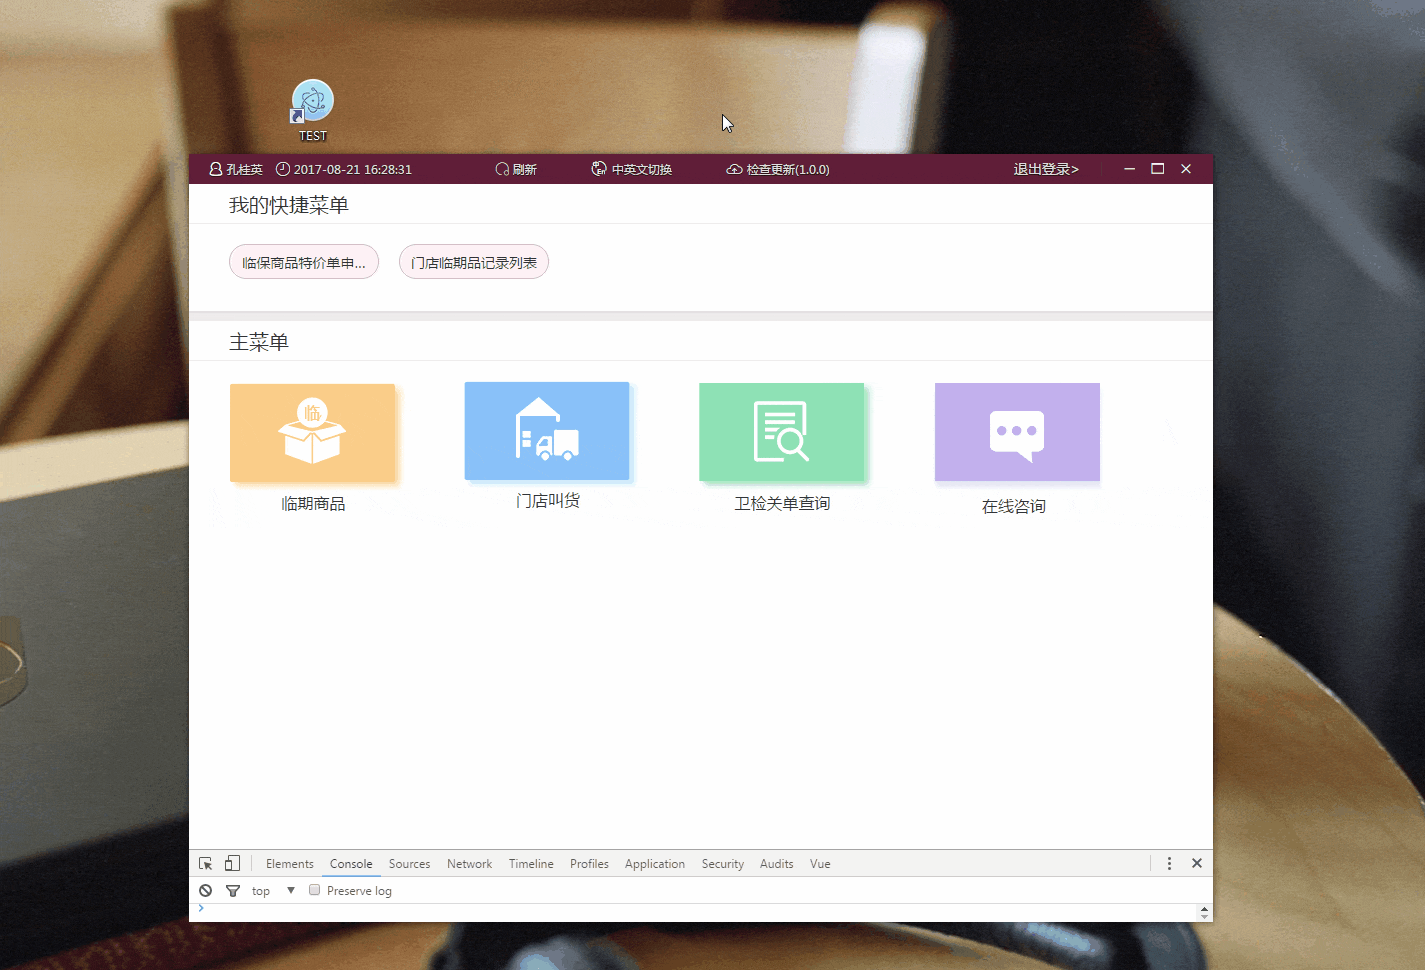 TEST
孔桂英 2017-08-21 16:28:31 刷新 中英文切换 检查更新(1.0.0) 退出登录>
我的快捷菜单
临保商品特价单申... 门店临期品记录列表
主菜单
临
临期商品 门店叫货 卫检关单查询 在线咨询
Elements Console Sources Network Timeline Profiles Application Security Audits Vue
top Preserve log